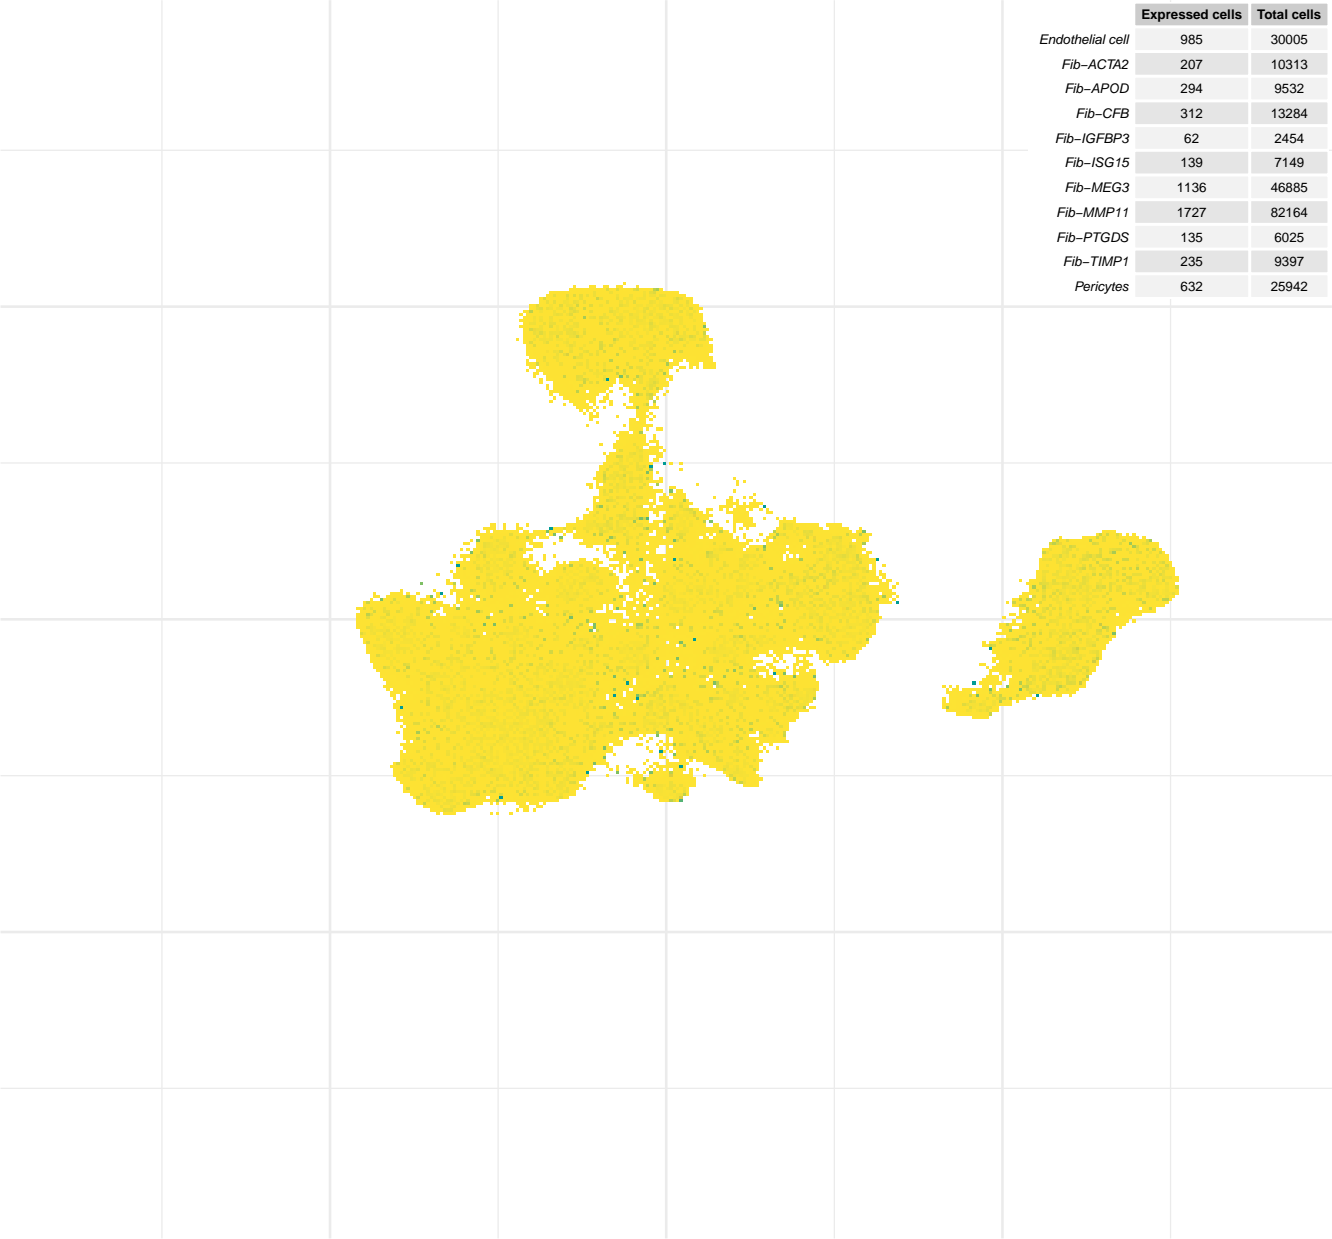 Expressed cells Total cells
Endothelial cell 985 30005
Fib−ACTA2 207 10313
Fib−APOD 294 9532
Fib−CFB 312 13284
Fib−IGFBP3 62 2454
Fib−ISG15 139 7149
Fib−MEG3 1136 46885
Fib−MMP11 1727 82164
Fib−PTGDS 135 6025
Fib−TIMP1 235 9397
Pericytes 632 25942